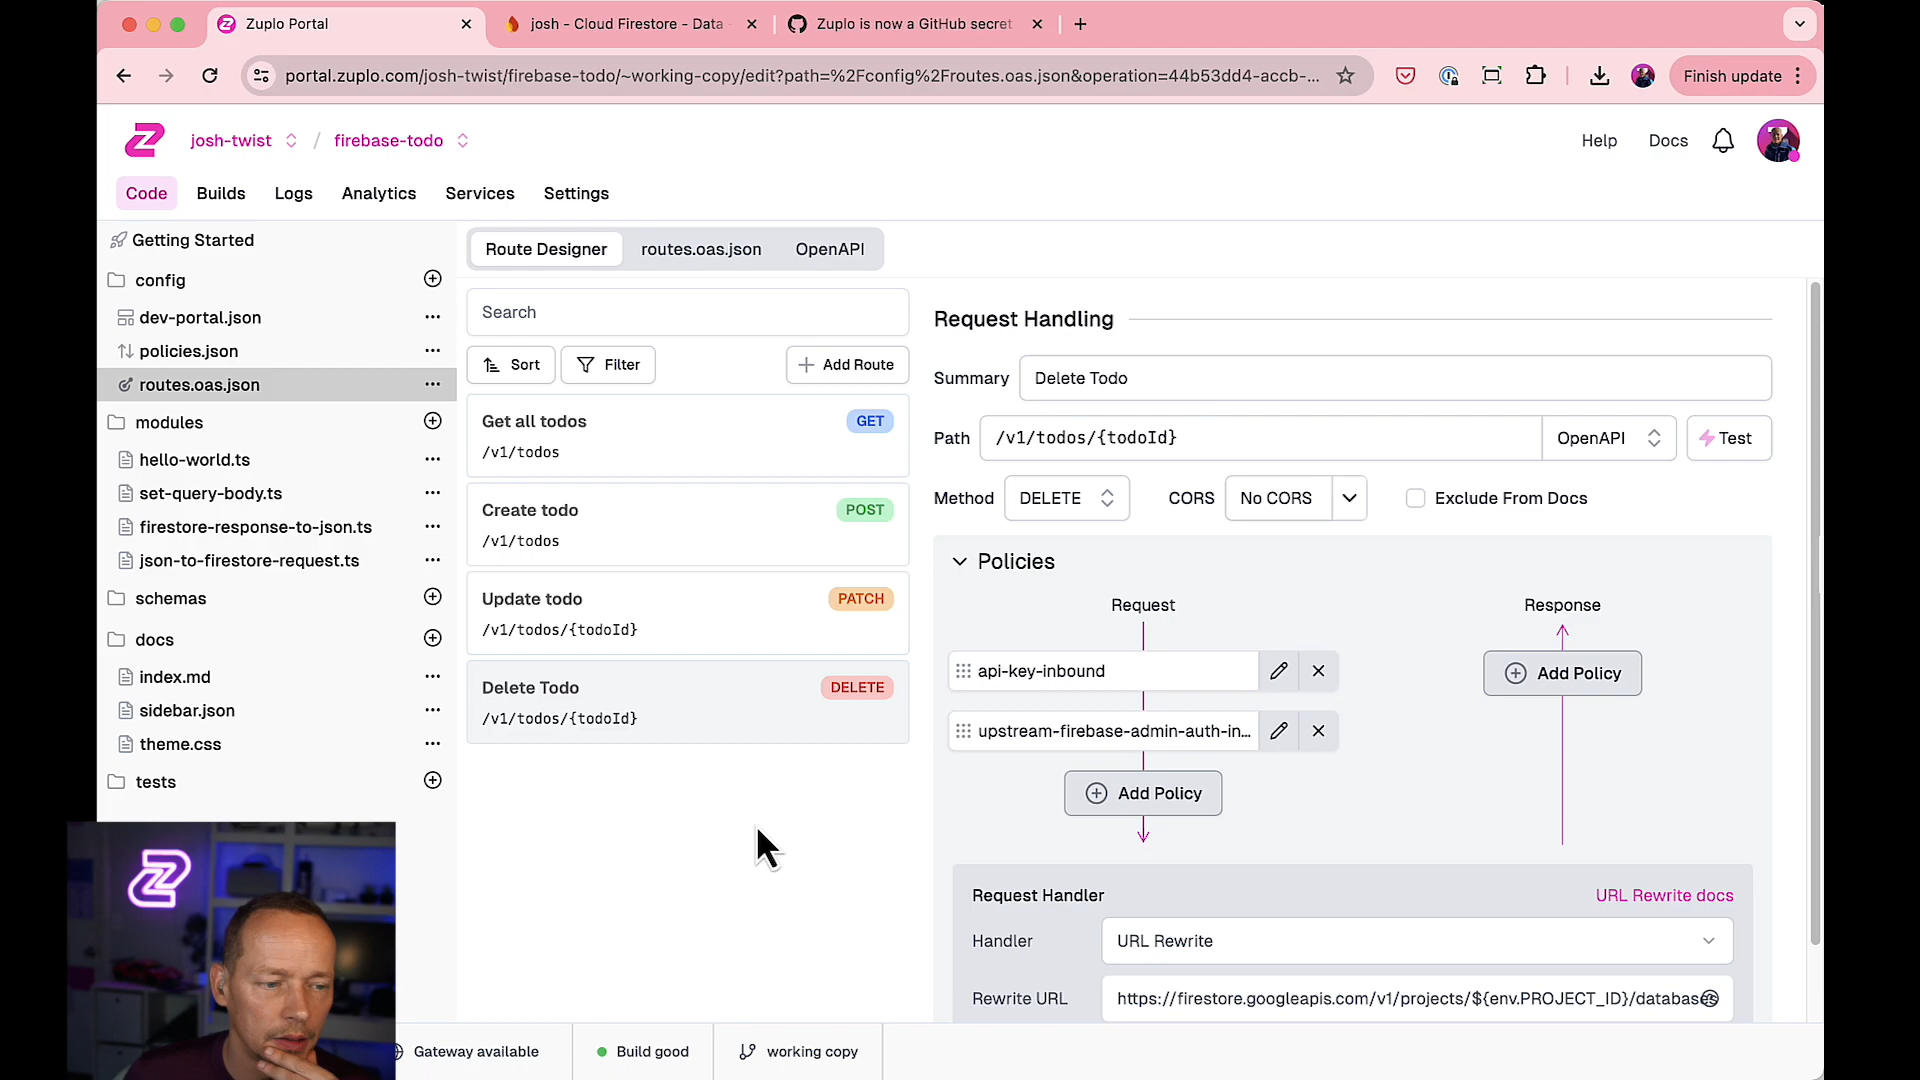 Zuplo Portal
josh - Cloud Firestore - Data
Zuplo is now a GitHub secret
portal.zuplo.com/josh-twist/firebase-todo/~working-copy/edit?path=%2Fconfig%2Froutes.oas.json&operation=44b53dd4-accb-...
Finish update
josh-twist / firebase-todo
Help
Docs
Code
Builds
Logs
Analytics
Services
Settings
Getting Started
config
dev-portal.json
policies.json
routes.oas.json
modules
hello-world.ts
set-query-body.ts
firestore-response-to-json.ts
json-to-firestore-request.ts
schemas
docs
index.md
sidebar.json
theme.css
tests
Route Designer
routes.oas.json
OpenAPI
Search
Sort
Filter
Add Route
Get all todos GET
/v1/todos
Create todo POST
/v1/todos
Update todo PATCH
/v1/todos/{todoId}
Delete Todo DELETE
/v1/todos/{todoId}
Request Handling
Summary Delete Todo
Path /v1/todos/{todoId} OpenAPI Test
Method DELETE CORS No CORS Exclude From Docs
Policies
Request
Response
api-key-inbound
upstream-firebase-admin-auth-in...
Add Policy
Add Policy
Request Handler
URL Rewrite docs
Handler URL Rewrite
Rewrite URL https://firestore.googleapis.com/v1/projects/${env.PROJECT_ID}/databases
Gateway available
Build good
working copy